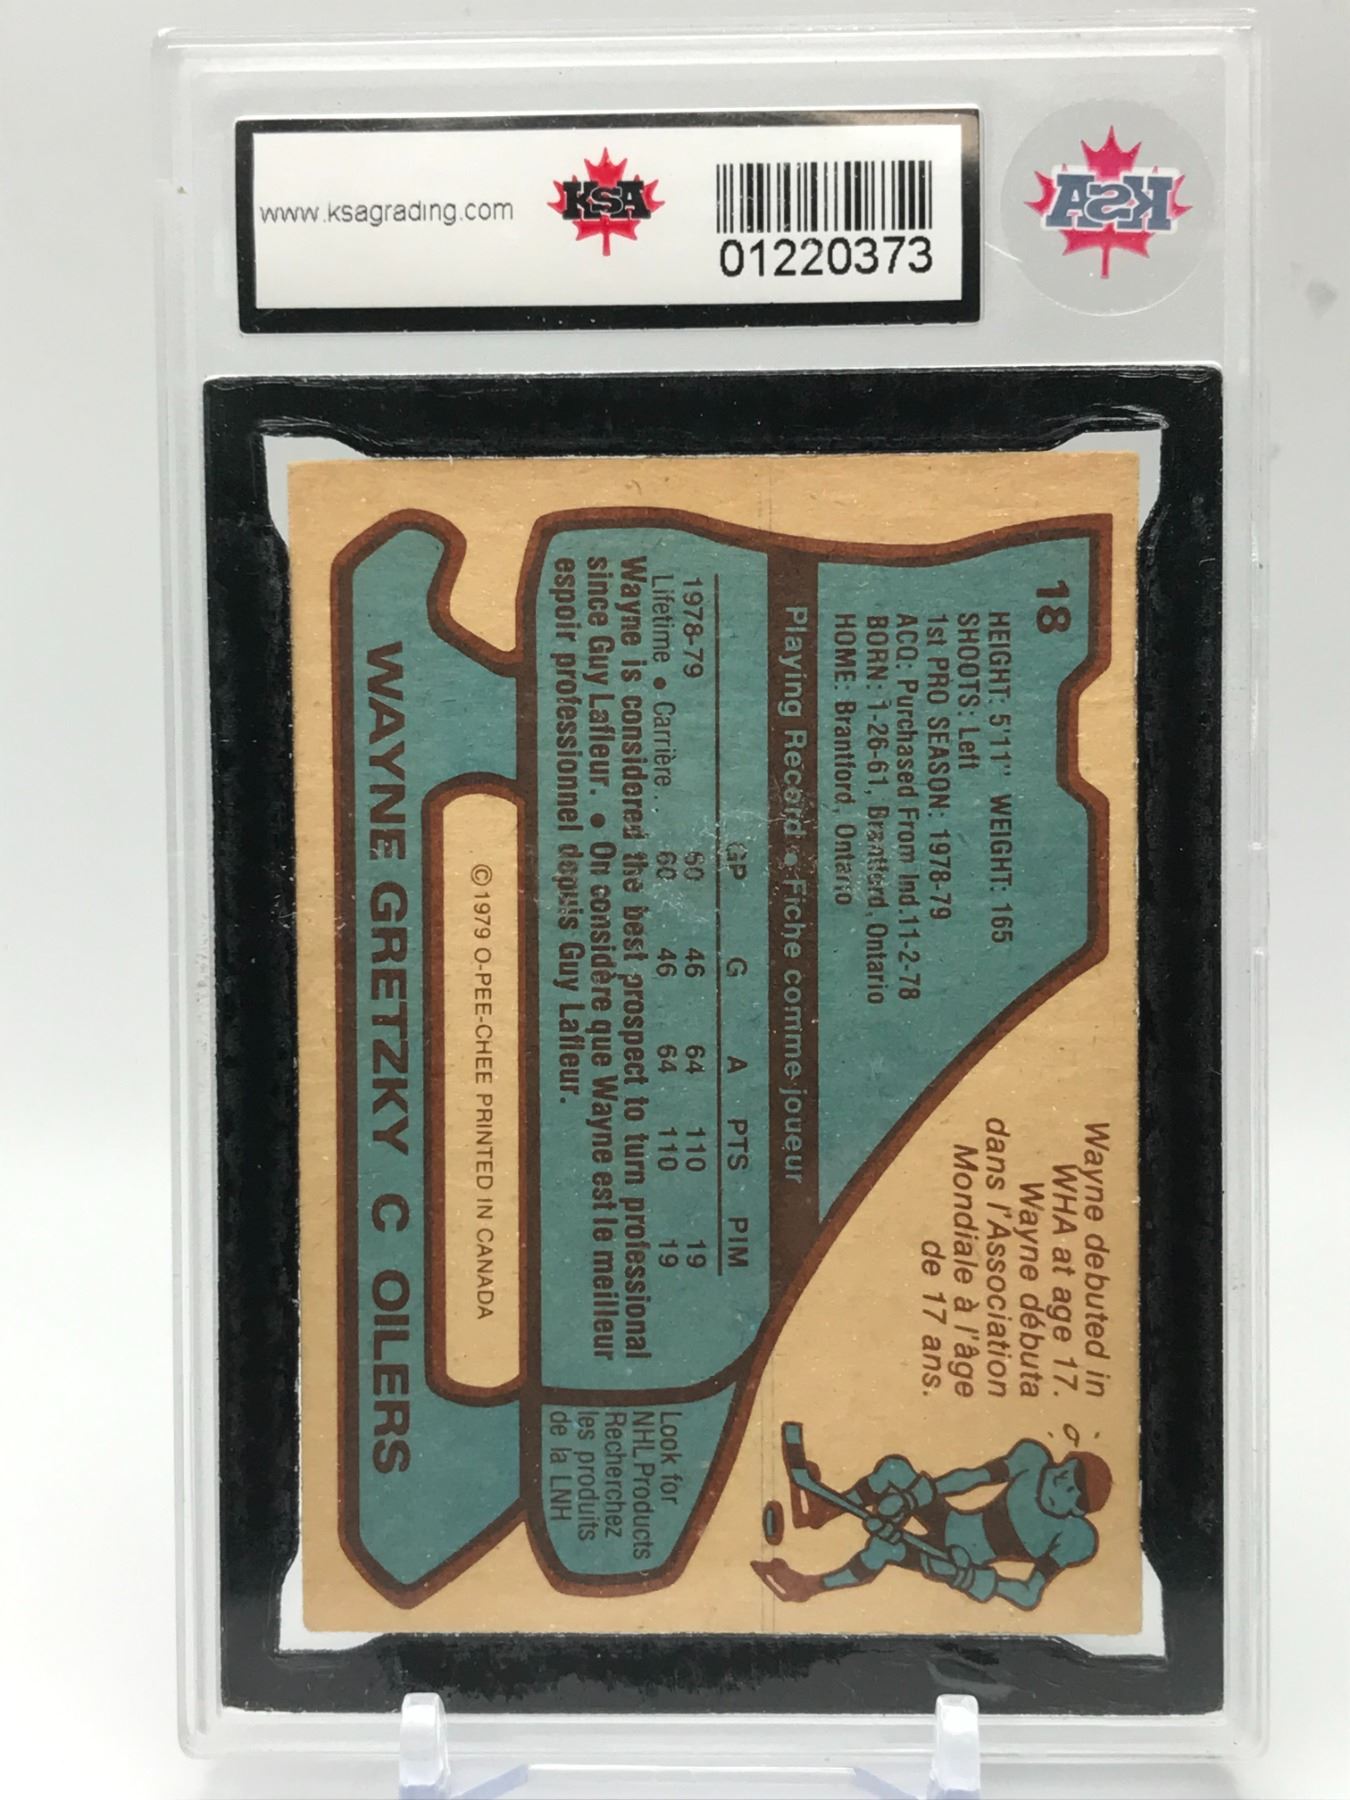 www.ksagrading.com
KSA
01220373
KSA
18
HEIGHT: 5'11" WEIGHT: 165
SHOOTS: Left
1st PRO SEASON: 1978-79
ACQ: Purchased From Ind.11-2-78
BORN: 1-26-61, Brantford, Ontario
HOME: Brantford, Ontario
Wayne debuted in
WHA at age 17.
Wayne débuta
dans l'Association
Mondiale à l'âge
de 17 ans.
Playing Record • Fiche comme joueur
GP G A PTS PIM
1978-79 60 46 64 110 19
Lifetime • Carrière.. 60 46 64 110 19
Wayne is considered the best prospect to turn professional
since Guy Lafleur. • On considère que Wayne est le meilleur
espoir professionnel depuis Guy Lafleur.
Look for
NHL Products
Recherchez
les produits
de la LNH
©1979 O-PEE-CHEE PRINTED IN CANADA
WAYNE GRETZKY C OILERS